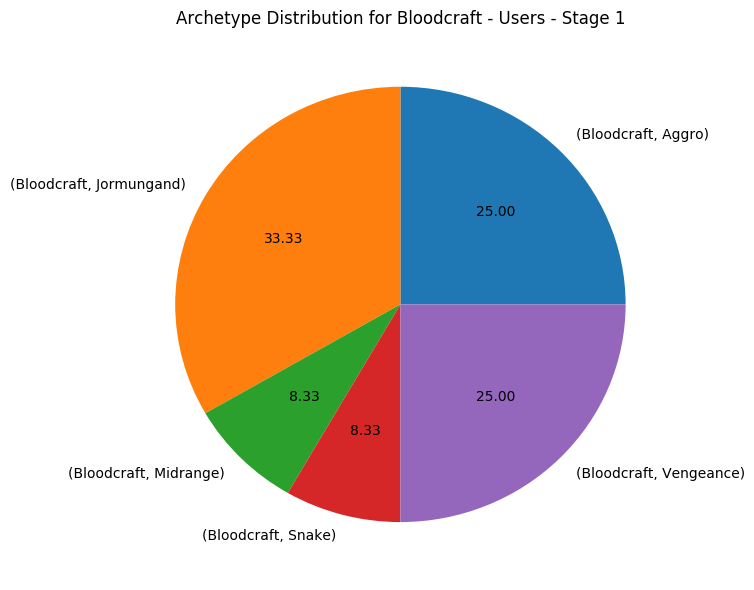 Archetype Distribution for Bloodcraft - Users - Stage 1
(Bloodcraft, Aggro)
25.00
(Bloodcraft, Jormungand)
33.33
(Bloodcraft, Midrange)
8.33
(Bloodcraft, Snake)
8.33
(Bloodcraft, Vengeance)
25.00